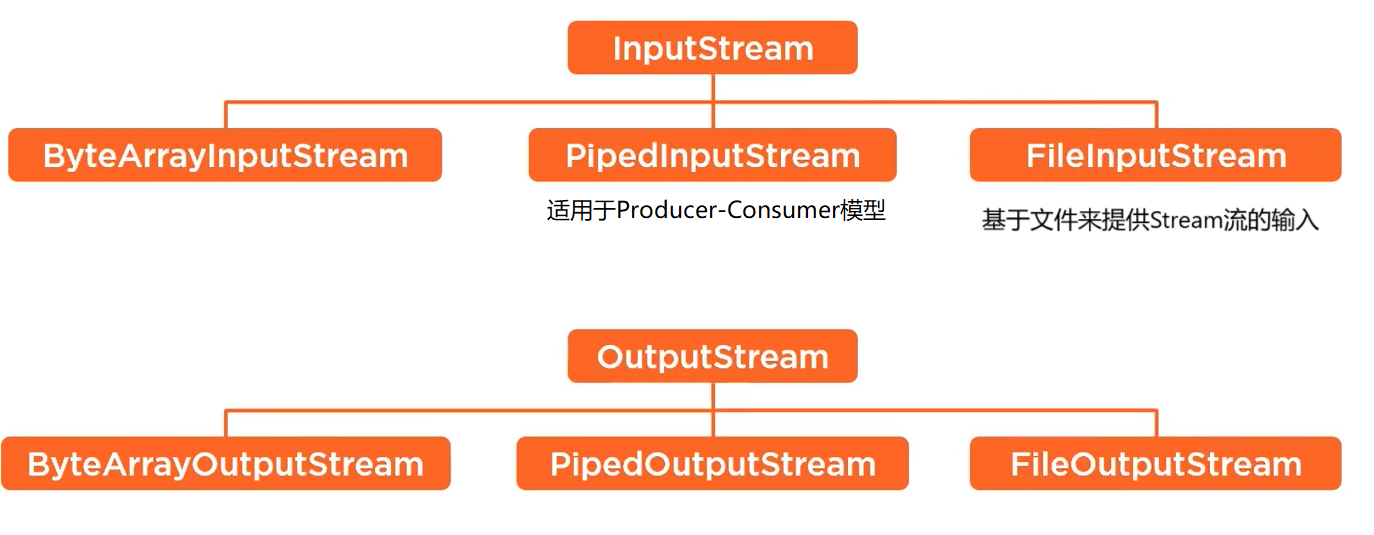 InputStream
ByteArrayInputStream
PipedInputStream
FileInputStream
适用于Producer-Consumer模型
基于文件来提供Stream流的输入
OutputStream
ByteArrayOutputStream
PipedOutputStream
FileOutputStream